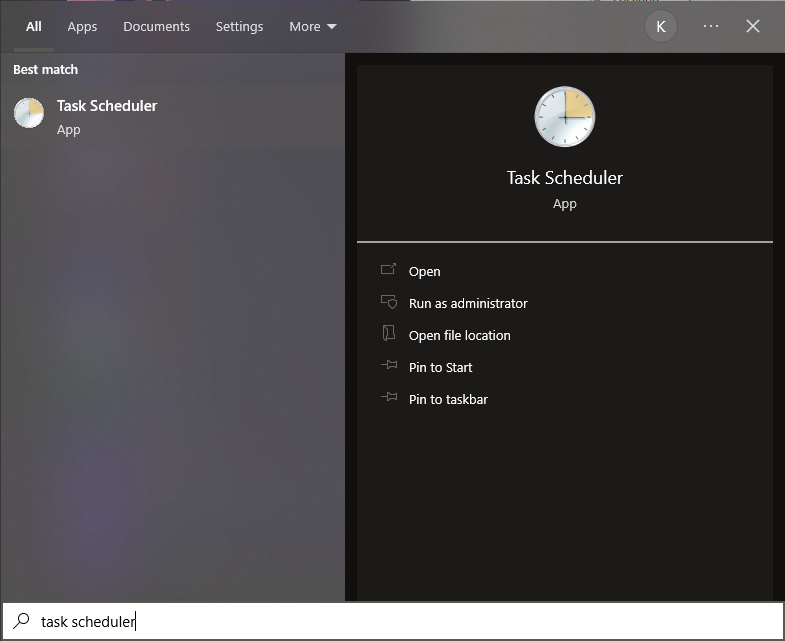 All Apps Documents Settings More K ···
Best match
Task Scheduler
App
Task Scheduler
App
Open
Run as administrator
Open file location
Pin to Start
Pin to taskbar
task scheduler